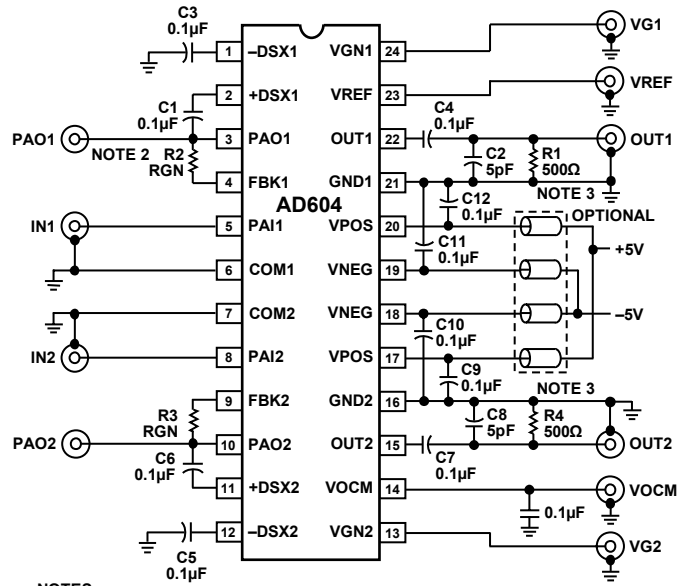 C3
0.1µF
1 –DSX1
VGN1 24
VG1
2 +DSX1
VREF 23
VREF
C1
0.1µF
C4
0.1µF
PAO1
NOTE 2
R2
RGN
3 PAO1
OUT1 22
C2
5pF
R1
500Ω
OUT1
4 FBK1
GND1 21
NOTE 3
AD604
C12
0.1µF
OPTIONAL
IN1
5 PAI1
VPOS 20
+5V
C11
0.1µF
6 COM1
VNEG 19
7 COM2
VNEG 18
–5V
C10
0.1µF
IN2
8 PAI2
VPOS 17
C9
0.1µF
NOTE 3
9 FBK2
GND2 16
R3
RGN
C8
5pF
R4
500Ω
PAO2
10 PAO2
OUT2 15
OUT2
C6
0.1µF
C7
0.1µF
11 +DSX2
VOCM 14
VOCM
0.1µF
12 –DSX2
VGN2 13
VG2
C5
0.1µF
NOTES